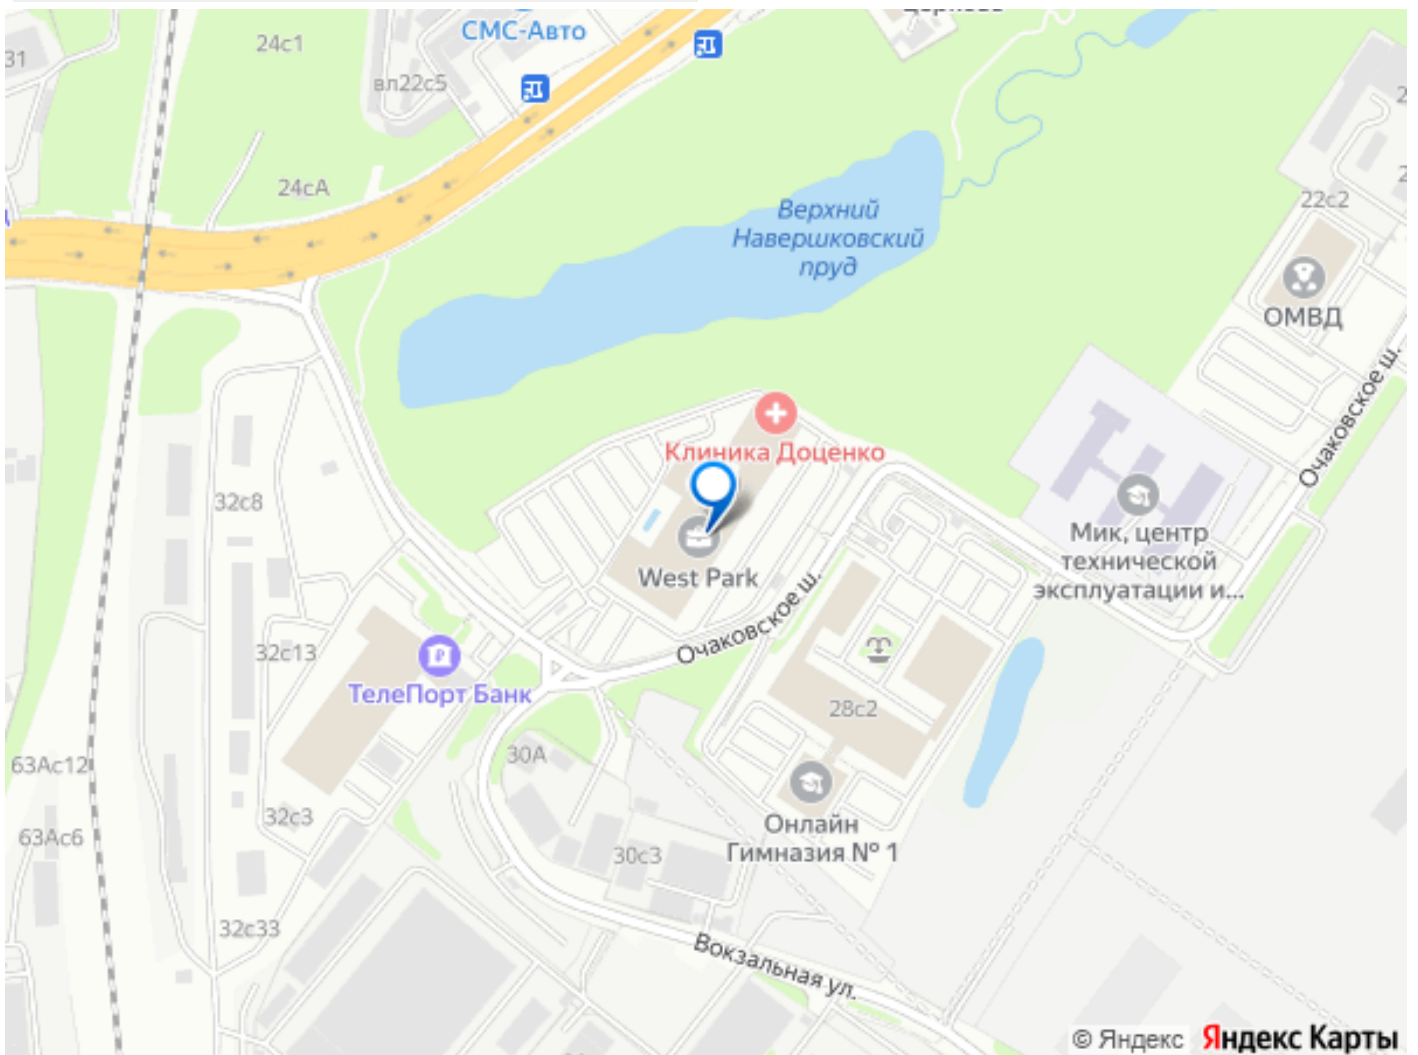 СМС-Авто
24с1
31
вл22с5
24сА
22с2
Верхний
Навершковский
пруд
ОМВД
Очаковское ш.
Клиника Доценко
32с8
West Park
Мик, центр
технической
эксплуатации и...
Очаковское ш.
32с13
ТелеПорт Банк
28с2
30А
63Ас12
32с3
63Ас6
Онлайн
Гимназия № 1
30с3
32с33
Вокзальная ул.
© Яндекс Яндекс Карты